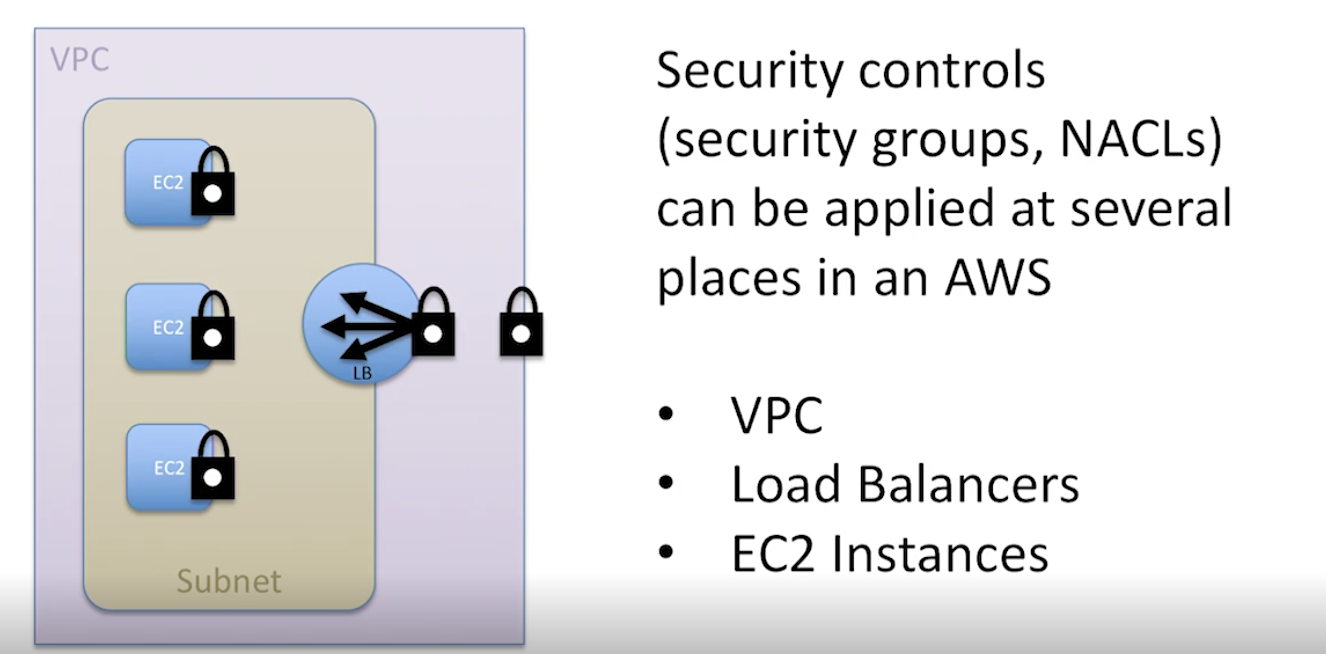 VPC
EC2
EC2
LB
EC2
Subnet
Security controls
(security groups, NACLs)
can be applied at several
places in an AWS
• VPC
• Load Balancers
• EC2 Instances